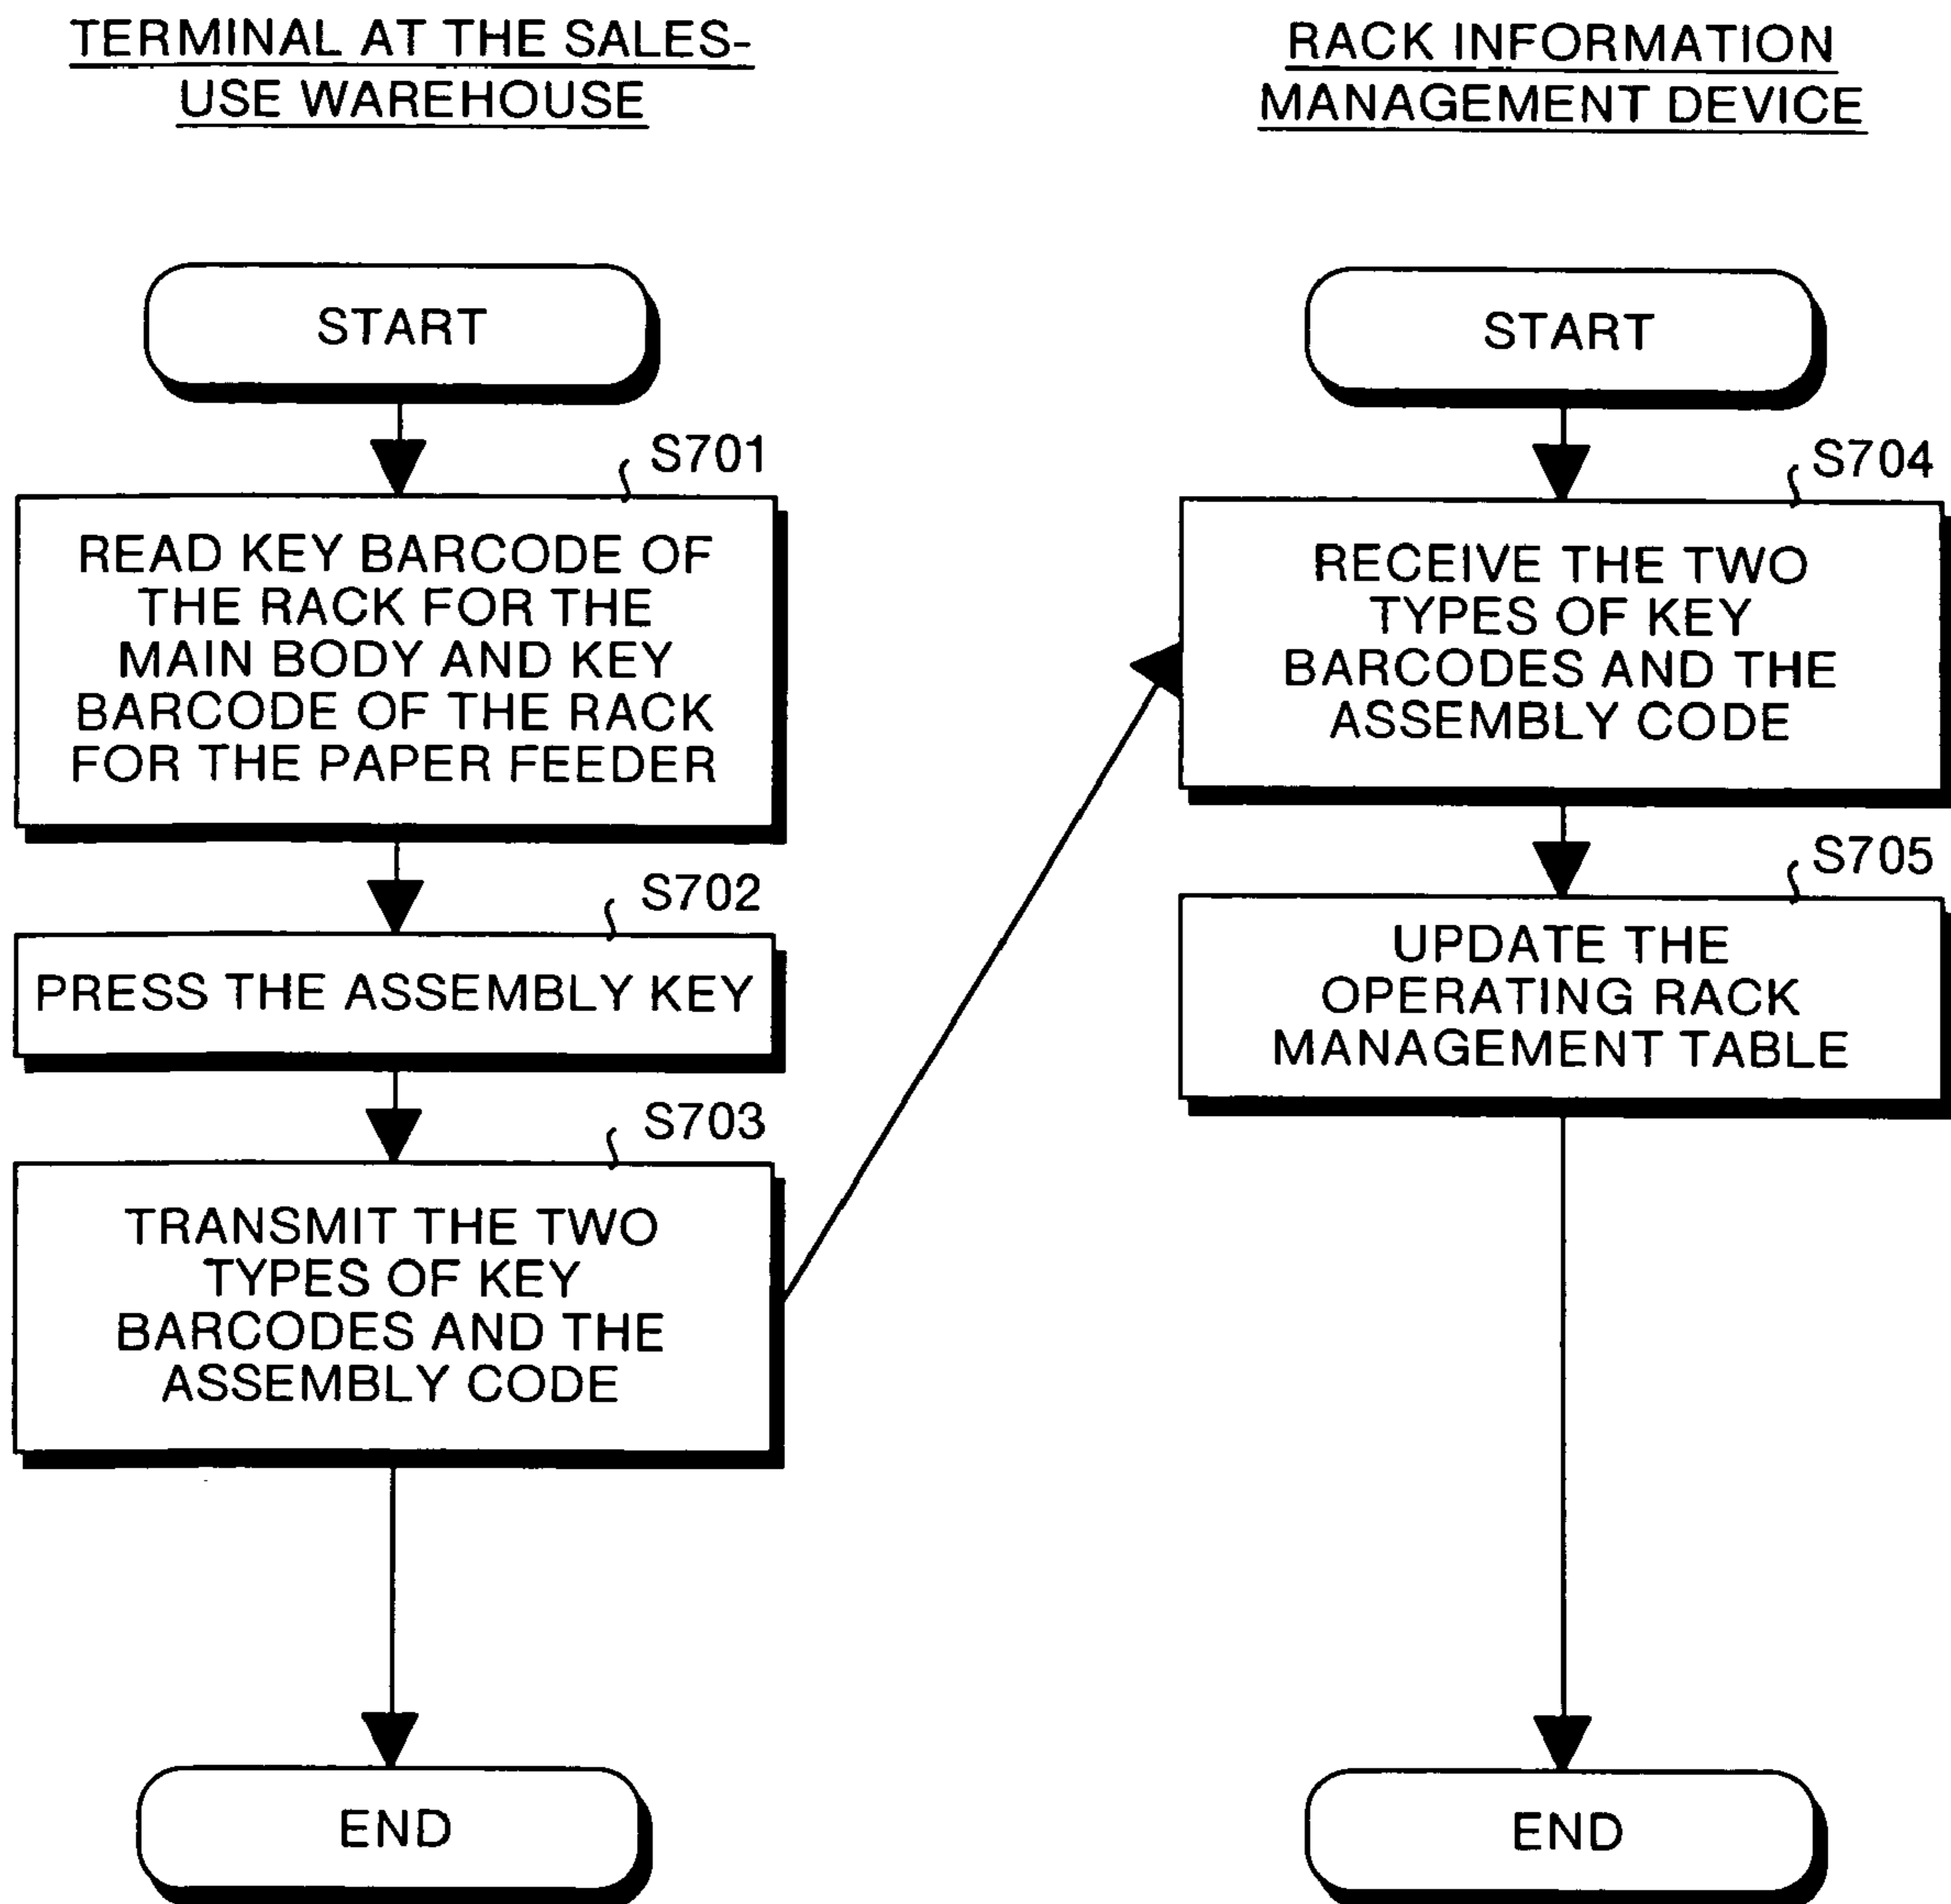 TERMINAL AT THE SALES-
USE WAREHOUSE
START
S701
READ KEY BARCODE OF
THE RACK FOR THE
MAIN BODY AND KEY
BARCODE OF THE RACK
FOR THE PAPER FEEDER
S702
PRESS THE ASSEMBLY KEY
S703
TRANSMIT THE TWO
TYPES OF KEY
BARCODES AND THE
ASSEMBLY CODE
END
RACK INFORMATION
MANAGEMENT DEVICE
START
S704
RECEIVE THE TWO
TYPES OF KEY
BARCODES AND THE
ASSEMBLY CODE
S705
UPDATE THE
OPERATING RACK
MANAGEMENT TABLE
END